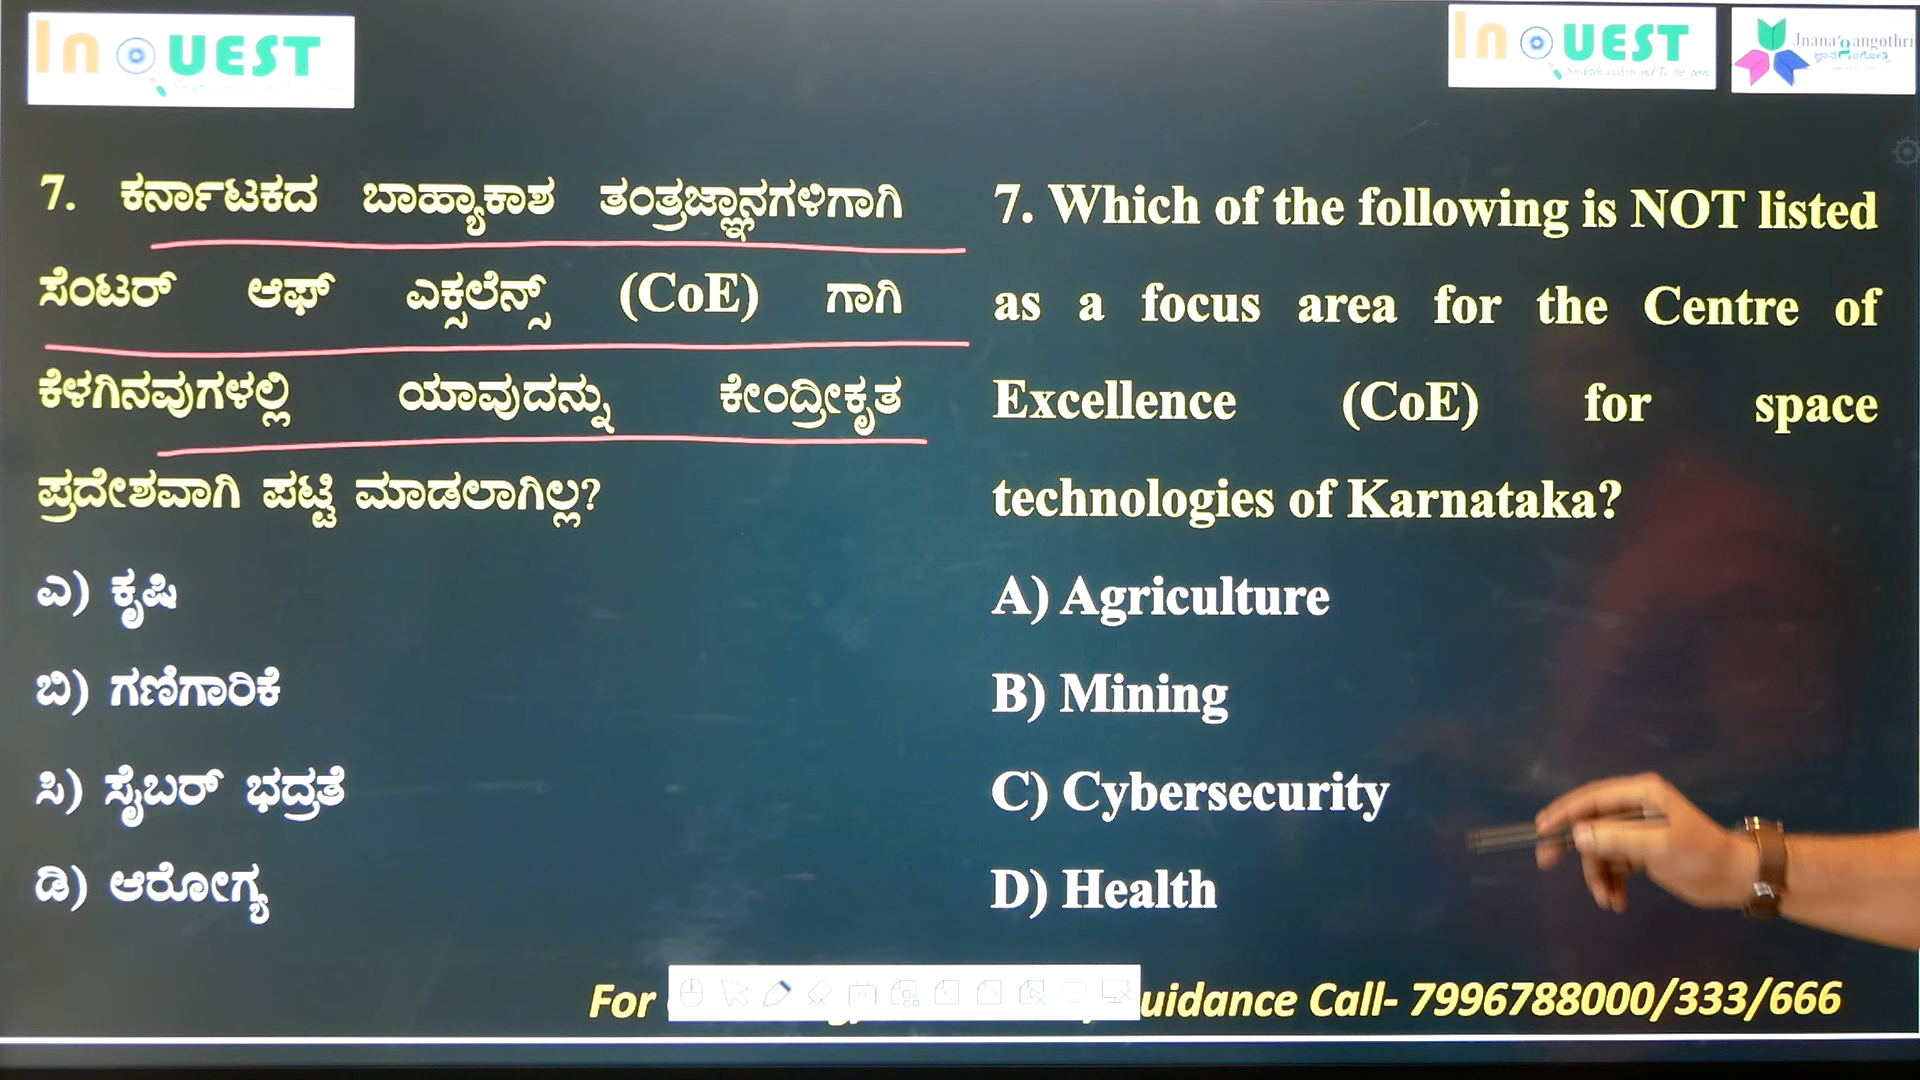 In QUEST
In QUEST
Jnanagangothri
7. ಕರ್ನಾಟಕದ ಬಾಹ್ಯಾಕಾಶ ತಂತ್ರಜ್ಞಾನಗಳಿಗಾಗಿ
ಸೆಂಟರ್ ಆಫ್ ಎಕ್ಸಲೆನ್ಸ್ (CoE) ಗಾಗಿ
ಕೆಳಗಿನವುಗಳಲ್ಲಿ ಯಾವುದನ್ನು ಕೇಂದ್ರೀಕೃತ
ಪ್ರದೇಶವಾಗಿ ಪಟ್ಟಿ ಮಾಡಲಾಗಿಲ್ಲ?
ಎ) ಕೃಷಿ
ಬಿ) ಗಣಿಗಾರಿಕೆ
ಸಿ) ಸೈಬರ್ ಭದ್ರತೆ
ಡಿ) ಆರೋಗ್ಯ
7. Which of the following is NOT listed
as a focus area for the Centre of
Excellence (CoE) for space
technologies of Karnataka?
A) Agriculture
B) Mining
C) Cybersecurity
D) Health
For uidance Call- 7996788000/333/666